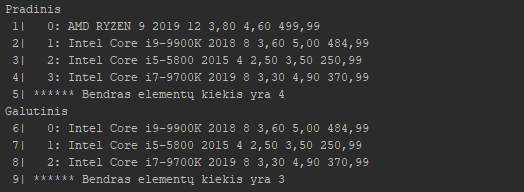 Pradinis
1|   0: AMD RYZEN 9 2019 12 3,80 4,60 499,99
2|   1: Intel Core i9-9900K 2018 8 3,60 5,00 484,99
3|   2: Intel Core i5-5800 2015 4 2,50 3,50 250,99
4|   3: Intel Core i7-9700K 2019 8 3,30 4,90 370,99
5| ****** Bendras elementų kiekis yra 4
Galutinis
6|   0: Intel Core i9-9900K 2018 8 3,60 5,00 484,99
7|   1: Intel Core i5-5800 2015 4 2,50 3,50 250,99
8|   2: Intel Core i7-9700K 2019 8 3,30 4,90 370,99
9| ****** Bendras elementų kiekis yra 3